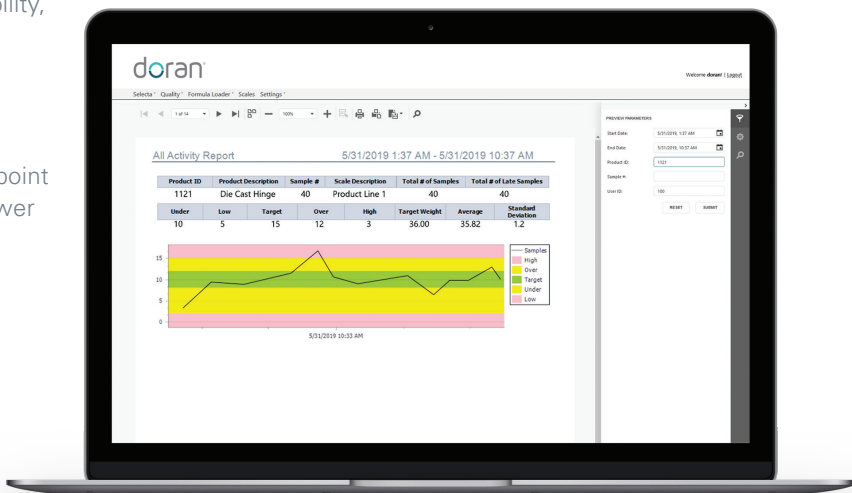 bility,
point
wer
doran
Welcome doran! | Logout
Selecta Quality Formula Loader Scales Settings
1 of 14
100%
All Activity Report 5/31/2019 1:37 AM - 5/31/2019 10:37 AM
Product ID Product Description Sample # Scale Description Total # of Samples Total # of Late Samples
1121 Die Cast Hinge 40 Product Line 1 40 40
Under Low Target Over High Target Weight Average Standard Deviation
10 5 15 12 3 36.00 35.82 1.2
15
10
5
0
5/31/2019 10:33 AM
Samples
High
Over
Target
Under
Low
PREVIEW PARAMETERS
Start Date: 5/31/2019, 1:37 AM
End Date: 5/31/2019, 10:37 AM
Product ID: 1121
Sample #:
User ID: 100
RESET SUBMIT